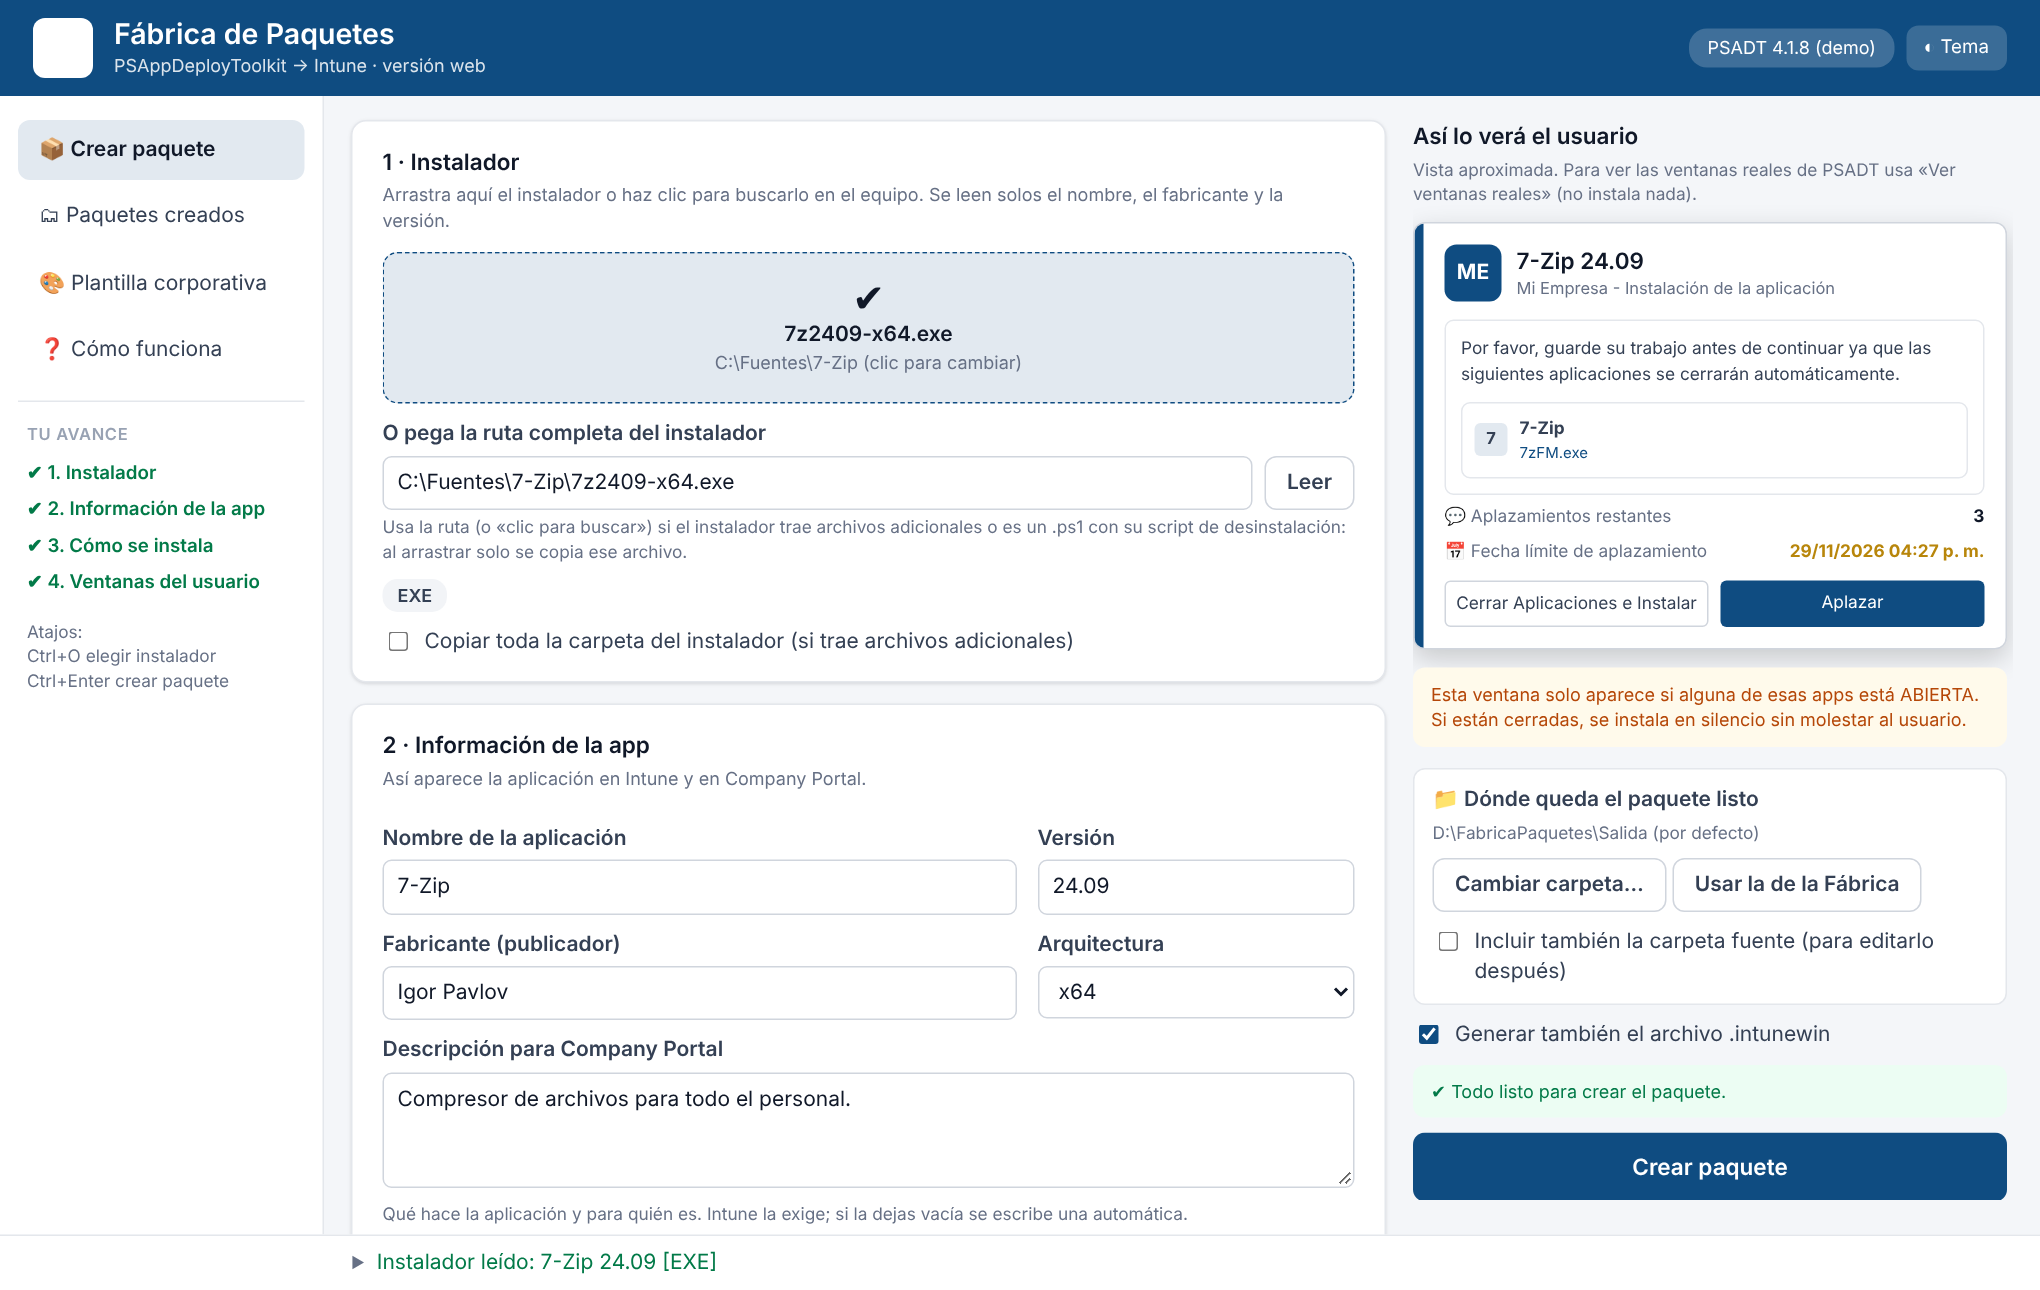 Fábrica de Paquetes
PSAppDeployToolkit → Intune · versión web
PSADT 4.1.8 (demo)
Tema
Crear paquete
Paquetes creados
Plantilla corporativa
Cómo funciona
TU AVANCE
✔ 1. Instalador
✔ 2. Información de la app
✔ 3. Cómo se instala
✔ 4. Ventanas del usuario
Atajos:
Ctrl+O elegir instalador
Ctrl+Enter crear paquete
1 · Instalador
Arrastra aquí el instalador o haz clic para buscarlo en el equipo. Se leen solos el nombre, el fabricante y la
versión.
✔
7z2409-x64.exe
C:\Fuentes\7-Zip (clic para cambiar)
O pega la ruta completa del instalador
C:\Fuentes\7-Zip\7z2409-x64.exe
Leer
Usa la ruta (o «clic para buscar») si el instalador trae archivos adicionales o es un .ps1 con su script de desinstalación:
al arrastrar solo se copia ese archivo.
EXE
Copiar toda la carpeta del instalador (si trae archivos adicionales)
2 · Información de la app
Así aparece la aplicación en Intune y en Company Portal.
Nombre de la aplicación
Versión
7-Zip
24.09
Fabricante (publicador)
Arquitectura
Igor Pavlov
x64
Descripción para Company Portal
Compresor de archivos para todo el personal.
Qué hace la aplicación y para quién es. Intune la exige; si la dejas vacía se escribe una automática.
Así lo verá el usuario
Vista aproximada. Para ver las ventanas reales de PSADT usa «Ver
ventanas reales» (no instala nada).
ME
7-Zip 24.09
Mi Empresa - Instalación de la aplicación
Por favor, guarde su trabajo antes de continuar ya que las
siguientes aplicaciones se cerrarán automáticamente.
7
7-Zip
7zFM.exe
Aplazamientos restantes
3
Fecha límite de aplazamiento
29/11/2026 04:27 p. m.
Cerrar Aplicaciones e Instalar
Aplazar
Esta ventana solo aparece si alguna de esas apps está ABIERTA.
Si están cerradas, se instala en silencio sin molestar al usuario.
Dónde queda el paquete listo
D:\FabricaPaquetes\Salida (por defecto)
Cambiar carpeta...
Usar la de la Fábrica
Incluir también la carpeta fuente (para editarlo
después)
Generar también el archivo .intunewin
✔ Todo listo para crear el paquete.
Crear paquete
Instalador leído: 7-Zip 24.09 [EXE]